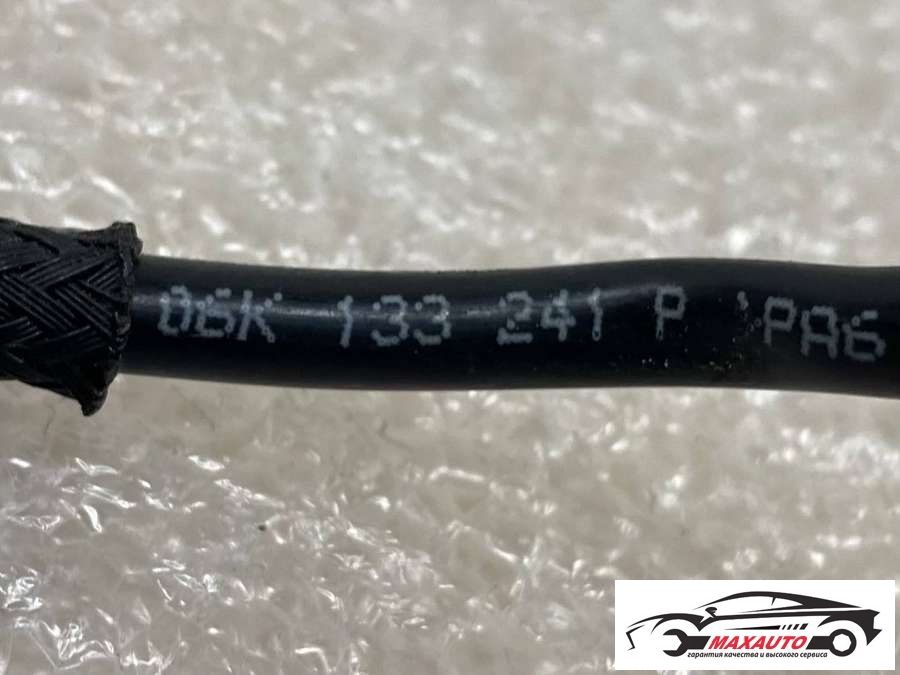 06K 133 241 P PA6
MAXAUTO
гарантия качества и высокого сервиса